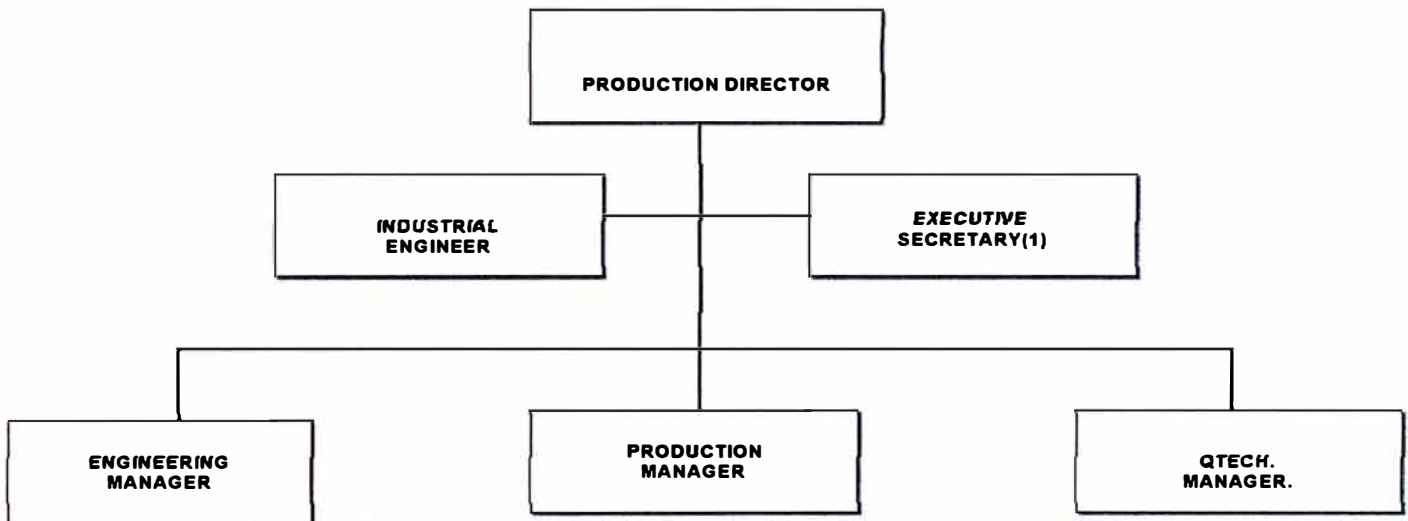 PRODUCTION DIRECTOR
INDUSTRIAL
ENGINEER
EXECUTIVE
SECRETARY(1)
ENGINEERING
MANAGER
PRODUCTION
MANAGER
QTECH.
MANAGER.